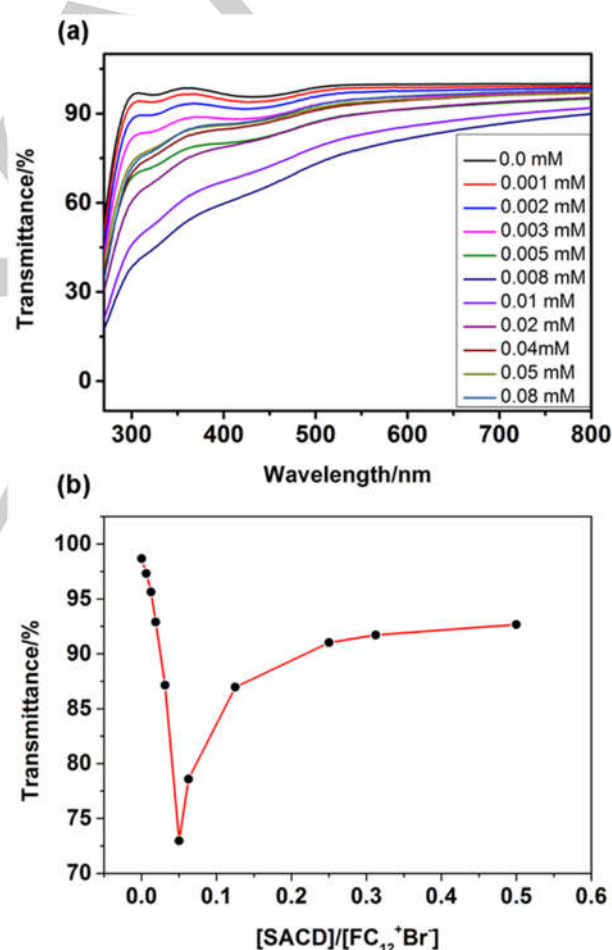 (a)
Transmittance/%
90
60
30
0
0.0 mM
0.001 mM
0.002 mM
0.003 mM
0.005 mM
0.008 mM
0.01 mM
0.02 mM
0.04mM
0.05 mM
0.08 mM
300 400 500 600 700 800
Wavelength/nm
(b)
Transmittance/%
100
95
90
85
80
75
70
0.0 0.1 0.2 0.3 0.4 0.5 0.6
[SACD]/[FC₁₂⁺Br⁻]